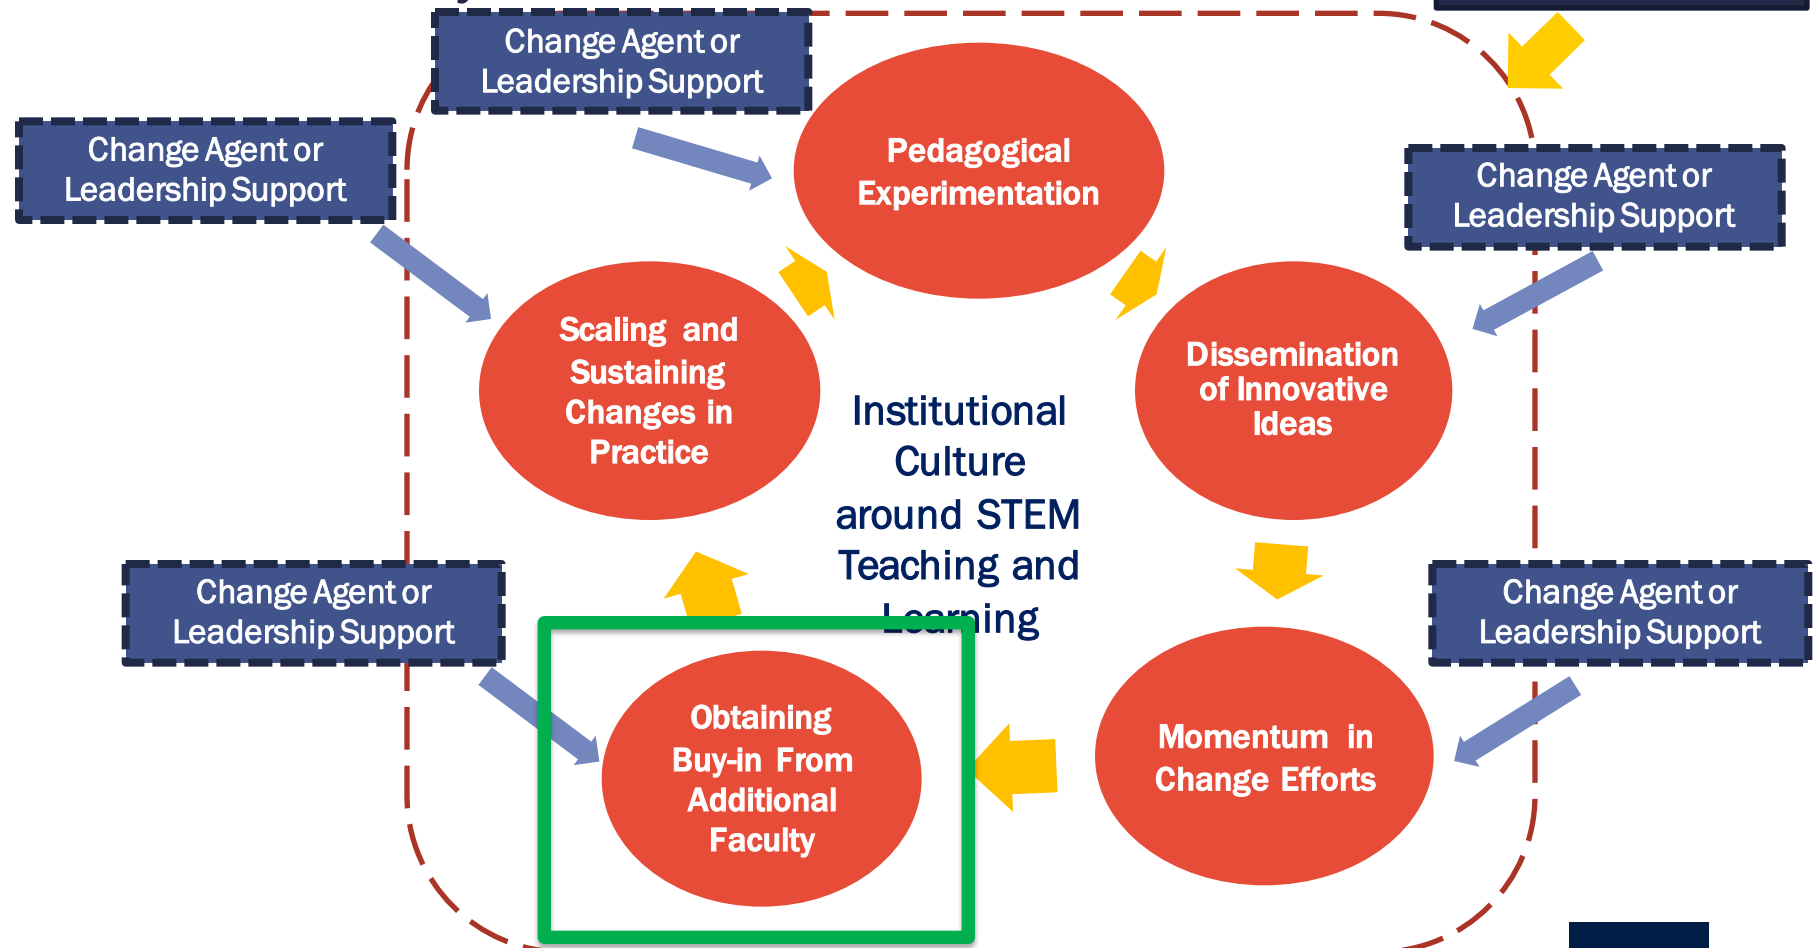 Change Agent or
Leadership Support
Change Agent or
Leadership Support
Pedagogical
Experimentation
Change Agent or
Leadership Support
Scaling and
Sustaining
Changes in
Practice
Dissemination
of Innovative
Ideas
Institutional
Culture
around STEM
Teaching and
Learning
Change Agent or
Leadership Support
Change Agent or
Leadership Support
Obtaining
Buy-in From
Additional
Faculty
Momentum in
Change Efforts